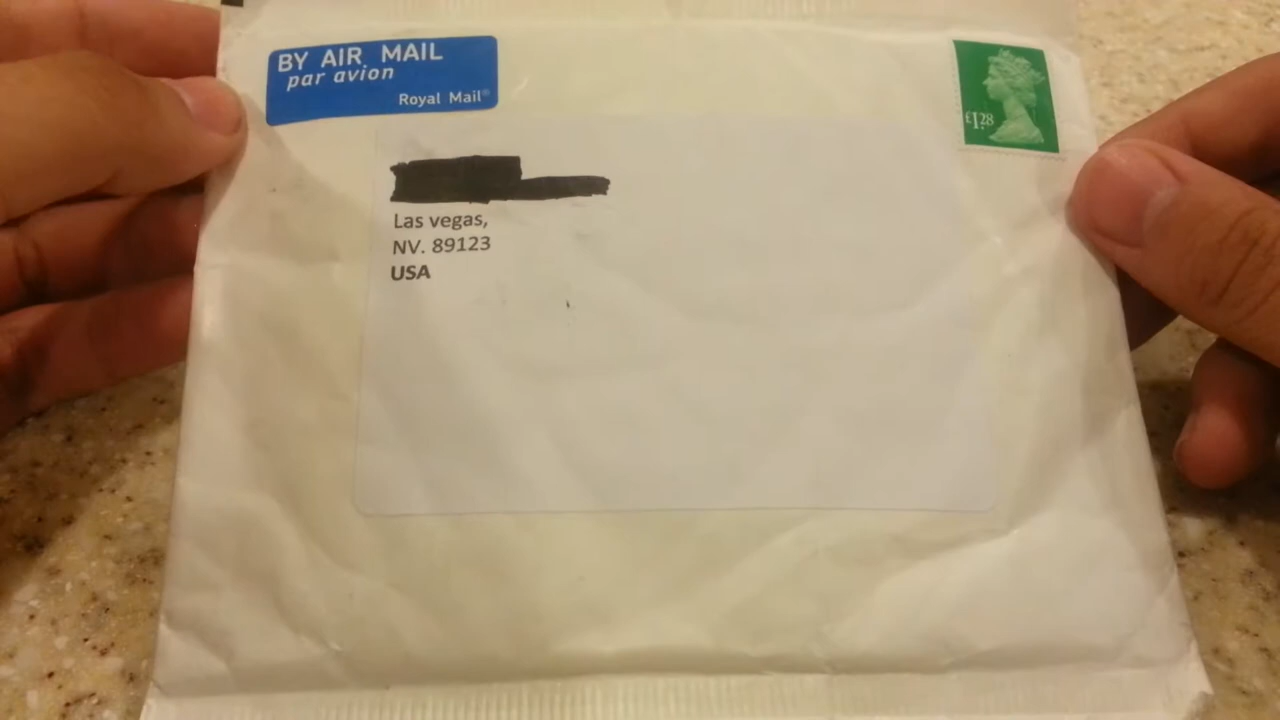 BY AIR MAIL
par avion
Royal Mail®
£1.28
Las vegas,
NV. 89123
USA